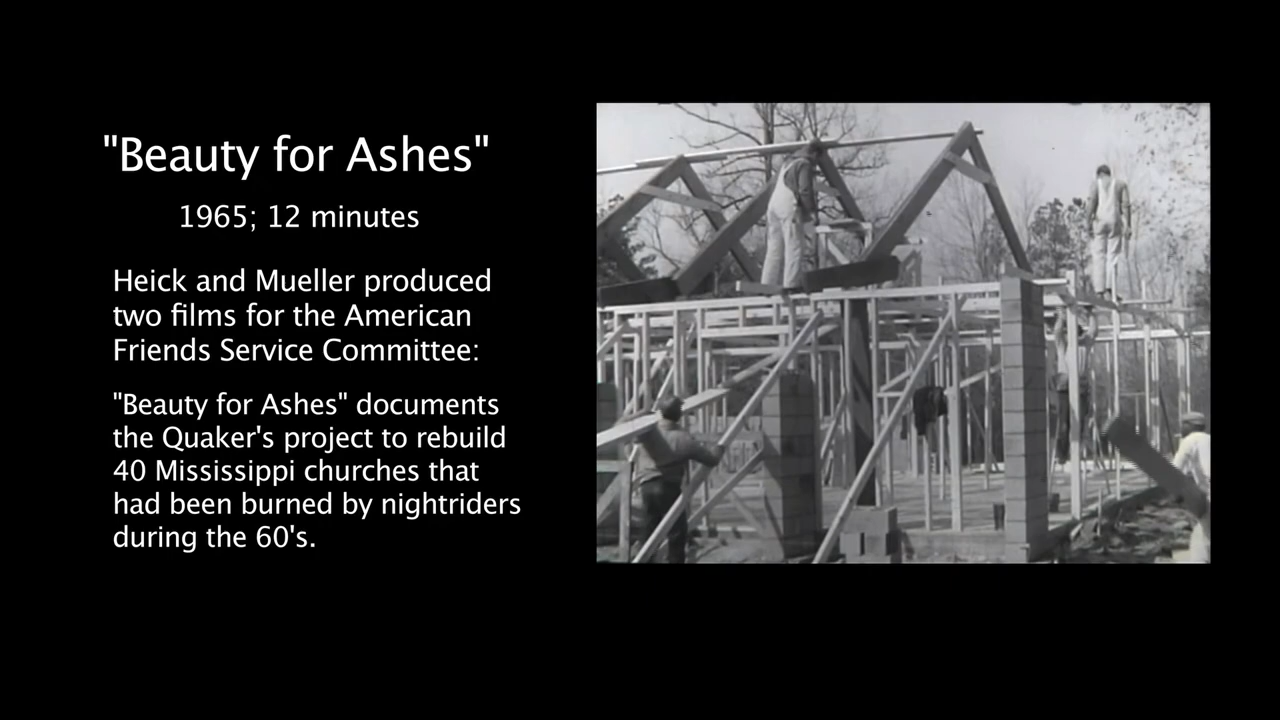 "Beauty for Ashes"
1965; 12 minutes
Heick and Mueller produced
two films for the American
Friends Service Committee:
"Beauty for Ashes" documents
the Quaker's project to rebuild
40 Mississippi churches that
had been burned by nightriders
during the 60's.